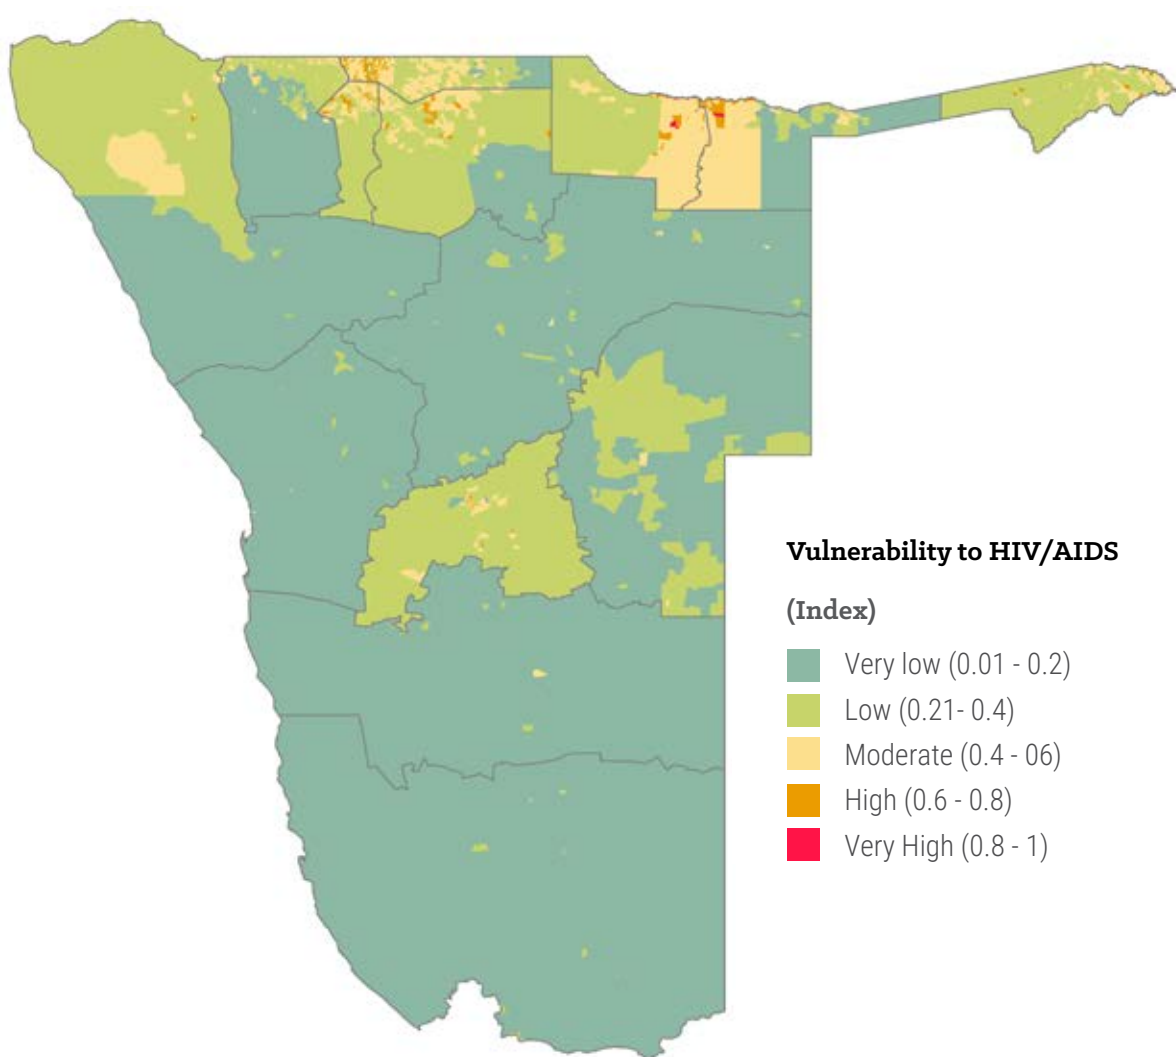 Vulnerability to HIV/AIDS
(Index)
Very low (0.01 - 0.2)
Low (0.21- 0.4)
Moderate (0.4 - 06)
High (0.6 - 0.8)
Very High (0.8 - 1)